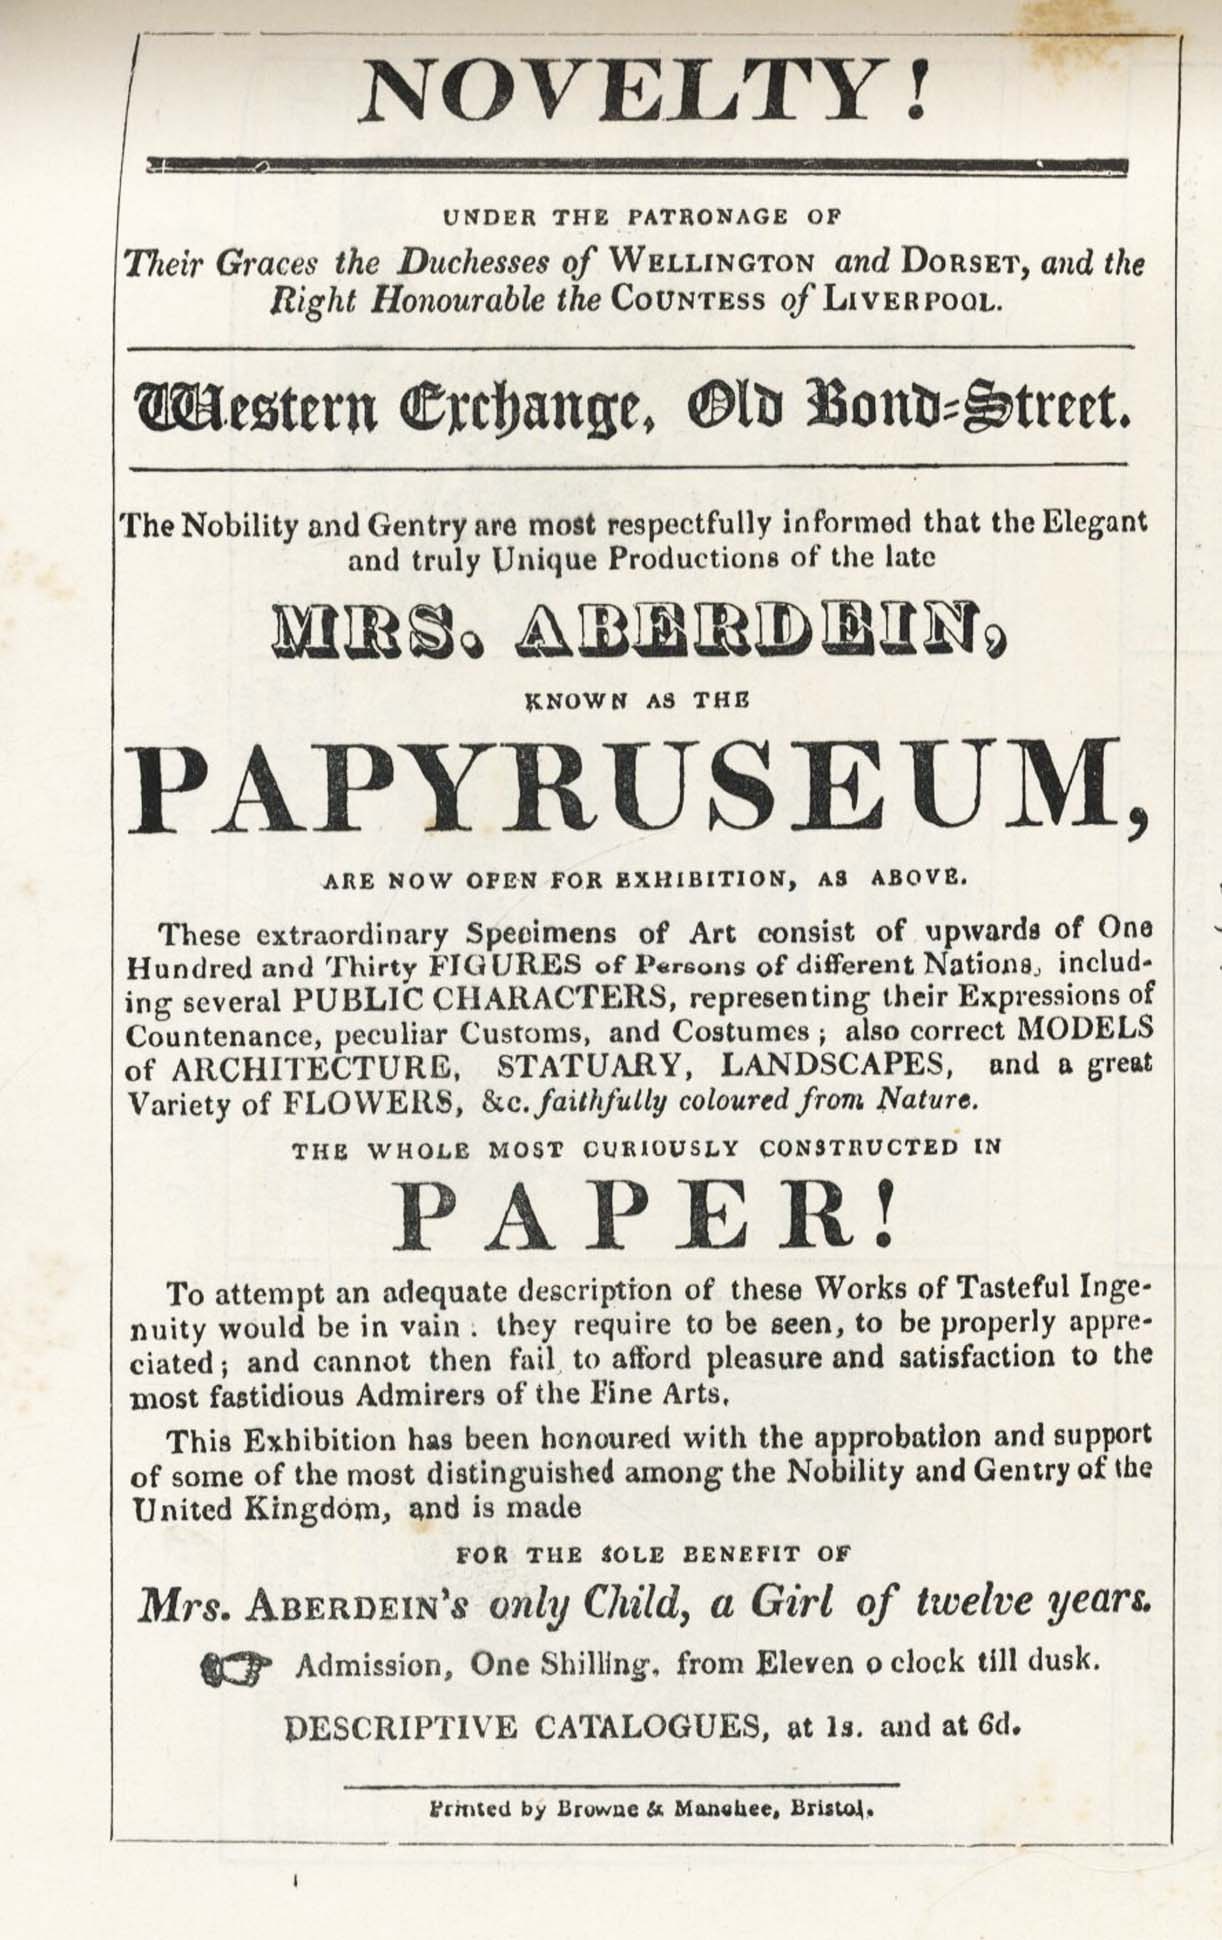 NOVELTY!
UNDER THE PATRONAGE OF
Their Graces the Duchesses of WELLINGTON and DORSET, and the
Right Honourable the COUNTESS of LIVERPOOL.
Western Exchange, Old Bond-Street.
The Nobility and Gentry are most respectfully informed that the Elegant
and truly Unique Productions of the late
MRS. ABERDEIN,
KNOWN AS THE
PAPYRUSEUM,
ARE NOW OPEN FOR EXHIBITION, AS ABOVE.
These extraordinary Specimens of Art consist of upwards of One
Hundred and Thirty FIGURES of Persons of different Nations, includ-
ing several PUBLIC CHARACTERS, representing their Expressions of
Countenance, peculiar Customs, and Costumes; also correct MODELS
of ARCHITECTURE, STATUARY, LANDSCAPES, and a great
Variety of FLOWERS, &c. faithfully coloured from Nature.
THE WHOLE MOST CURIOUSLY CONSTRUCTED IN
PAPER!
To attempt an adequate description of these Works of Tasteful Inge-
nuity would be in vain: they require to be seen, to be properly appre-
ciated; and cannot then fail to afford pleasure and satisfaction to the
most fastidious Admirers of the Fine Arts,
This Exhibition has been honoured with the approbation and support
of some of the most distinguished among the Nobility and Gentry of the
United Kingdom, and is made
FOR THE SOLE BENEFIT OF
Mrs. ABERDEIN's only Child, a Girl of twelve years.
☞ Admission, One Shilling, from Eleven o clock till dusk.
DESCRIPTIVE CATALOGUES, at 1s. and at 6d.
Printed by Browne & Manchee, Bristol.